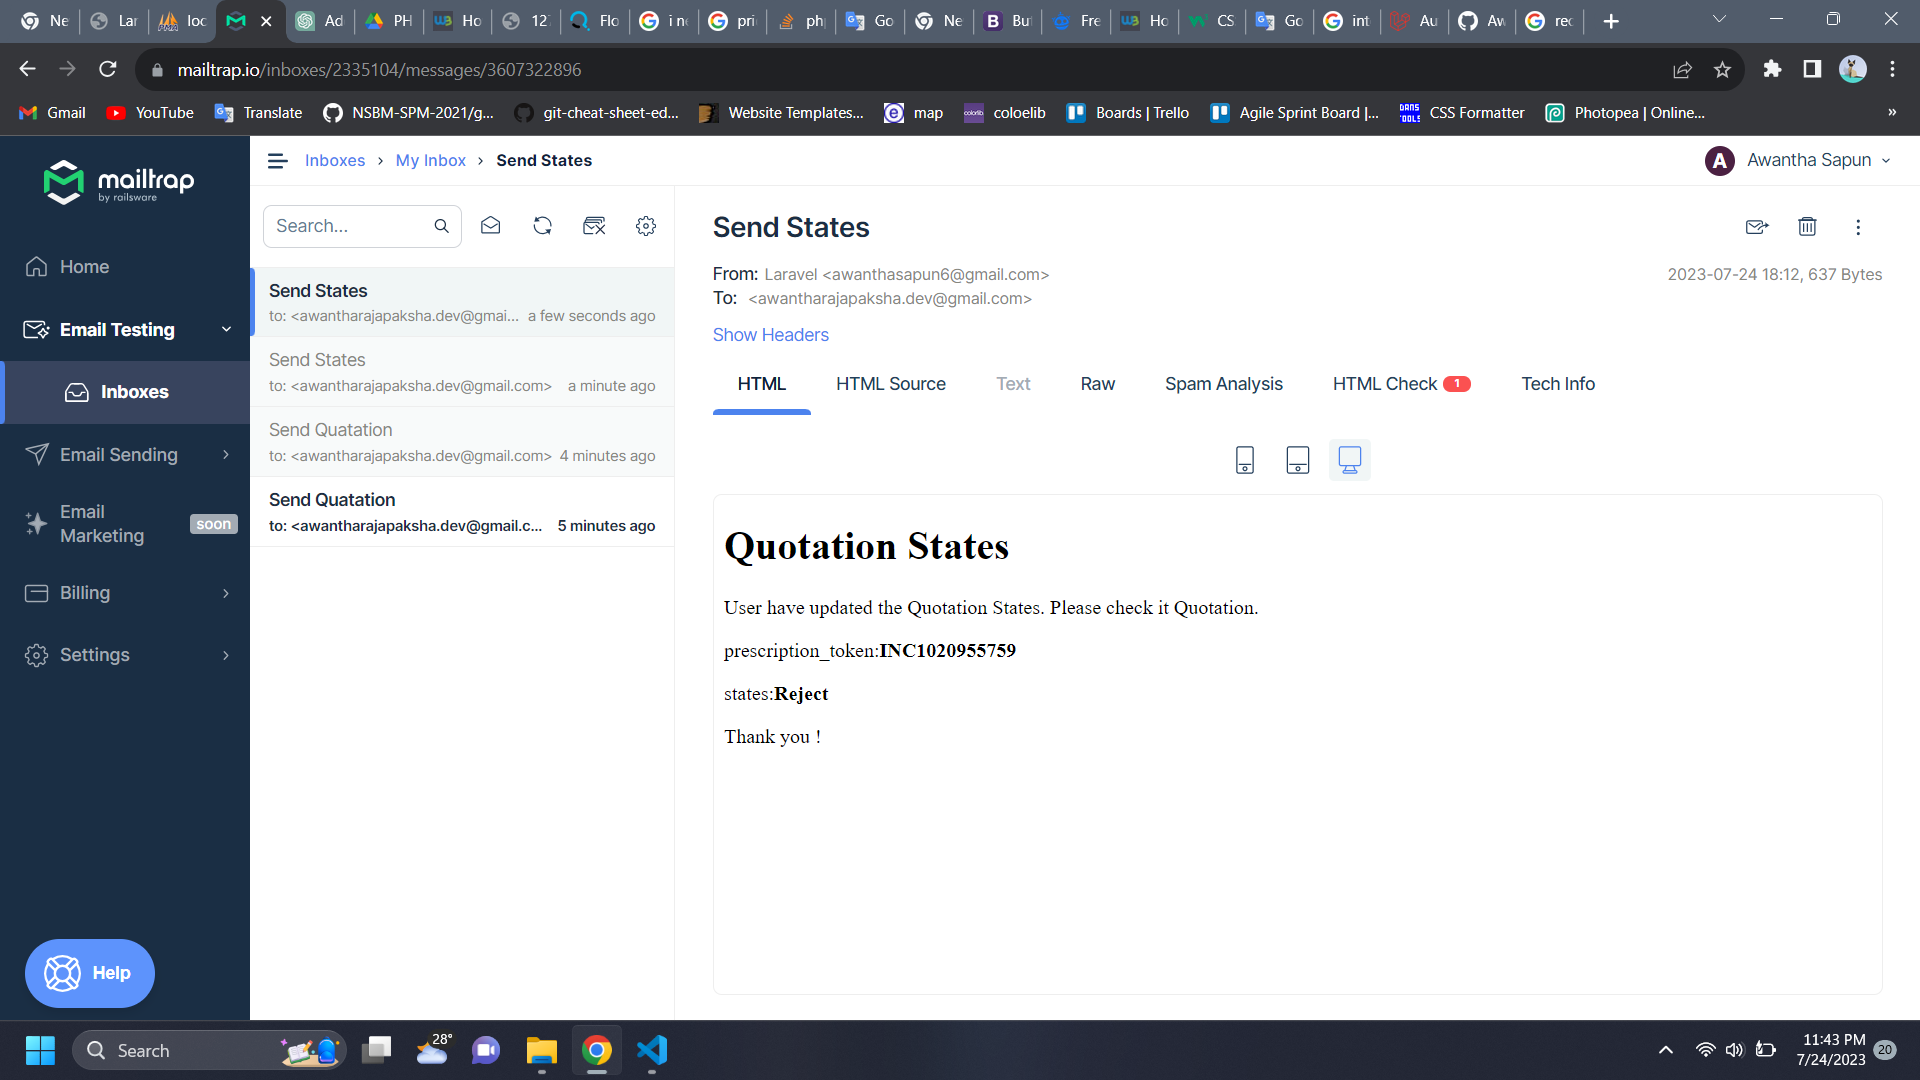 Ne
Lar
loc
Ad
PH
Ho
12
Flo
i ne
pri
php
Go
Ne
Bu
Fre
Ho
CS
Go
int
Au
Aw
rec
mailtrap.io/inboxes/2335104/messages/3607322896
Gmail
YouTube
Translate
NSBM-SPM-2021/g...
git-cheat-sheet-ed...
Website Templates...
map
coloelib
Boards | Trello
Agile Sprint Board |...
CSS Formatter
Photopea | Online...
»
mailtrap
by railsware
Home
Email Testing
Inboxes
Email Sending
Email
Marketing
soon
Billing
Settings
Help
Inboxes › My Inbox › Send States
A Awantha Sapun
Search...
Send States
to: <awantharajapaksha.dev@gmai... a few seconds ago
Send States
to: <awantharajapaksha.dev@gmail.com> a minute ago
Send Quatation
to: <awantharajapaksha.dev@gmail.com> 4 minutes ago
Send Quatation
to: <awantharajapaksha.dev@gmail.c... 5 minutes ago
Send States
From: Laravel <awanthasapun6@gmail.com>
2023-07-24 18:12, 637 Bytes
To: <awantharajapaksha.dev@gmail.com>
Show Headers
HTML
HTML Source
Text
Raw
Spam Analysis
HTML Check 1
Tech Info
Quotation States
User have updated the Quotation States. Please check it Quotation.
prescription_token:INC1020955759
states:Reject
Thank you !
Search
28°
11:43 PM
7/24/2023
20